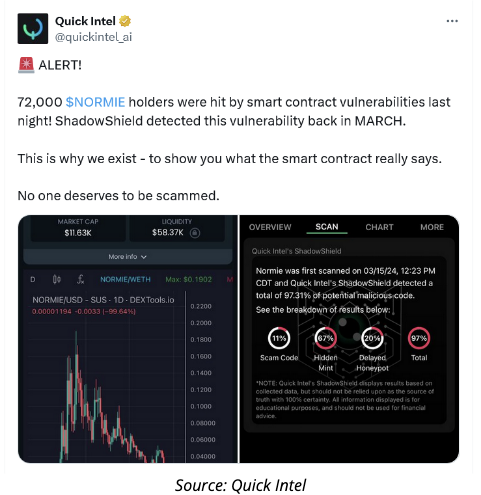 Quick Intel
@quickintel_ai
🚨 ALERT!
72,000 $NORMIE holders were hit by smart contract vulnerabilities last
night! ShadowShield detected this vulnerability back in MARCH.
This is why we exist - to show you what the smart contract really says.
No one deserves to be scammed.
MARKET CAP
$11.63K
LIQUIDITY
$58.37K
More info
D
NORMIE/WETH
Max: $0.1902
M
NORMIE/USD - SUS - 1D - DEXTools.io
0.00001194 -0.0033 (-99.64%)
0.2200
0.2000
0.1800
0.1600
0.1400
0.1200
0.1000
0.08000
0.06000
0.04000
OVERVIEW
SCAN
CHART
MORE
Quick Intel's ShadowShield
Normie was first scanned on 03/15/24, 12:23 PM
CDT and Quick Intel's ShadowShield detected a
total of 97.31% of potential malicious code.
See the breakdown of results below:
11%
67%
20%
97%
Scam Code
Hidden
Mint
Delayed
Honeypot
Total
*NOTE: Quick Intel's ShadowShield displays results based on
collected data, but should not be relied upon as the source of
truth with 100% certainty. All information displayed is for
educational purposes, and should not be used for financial
advice.
Source: Quick Intel